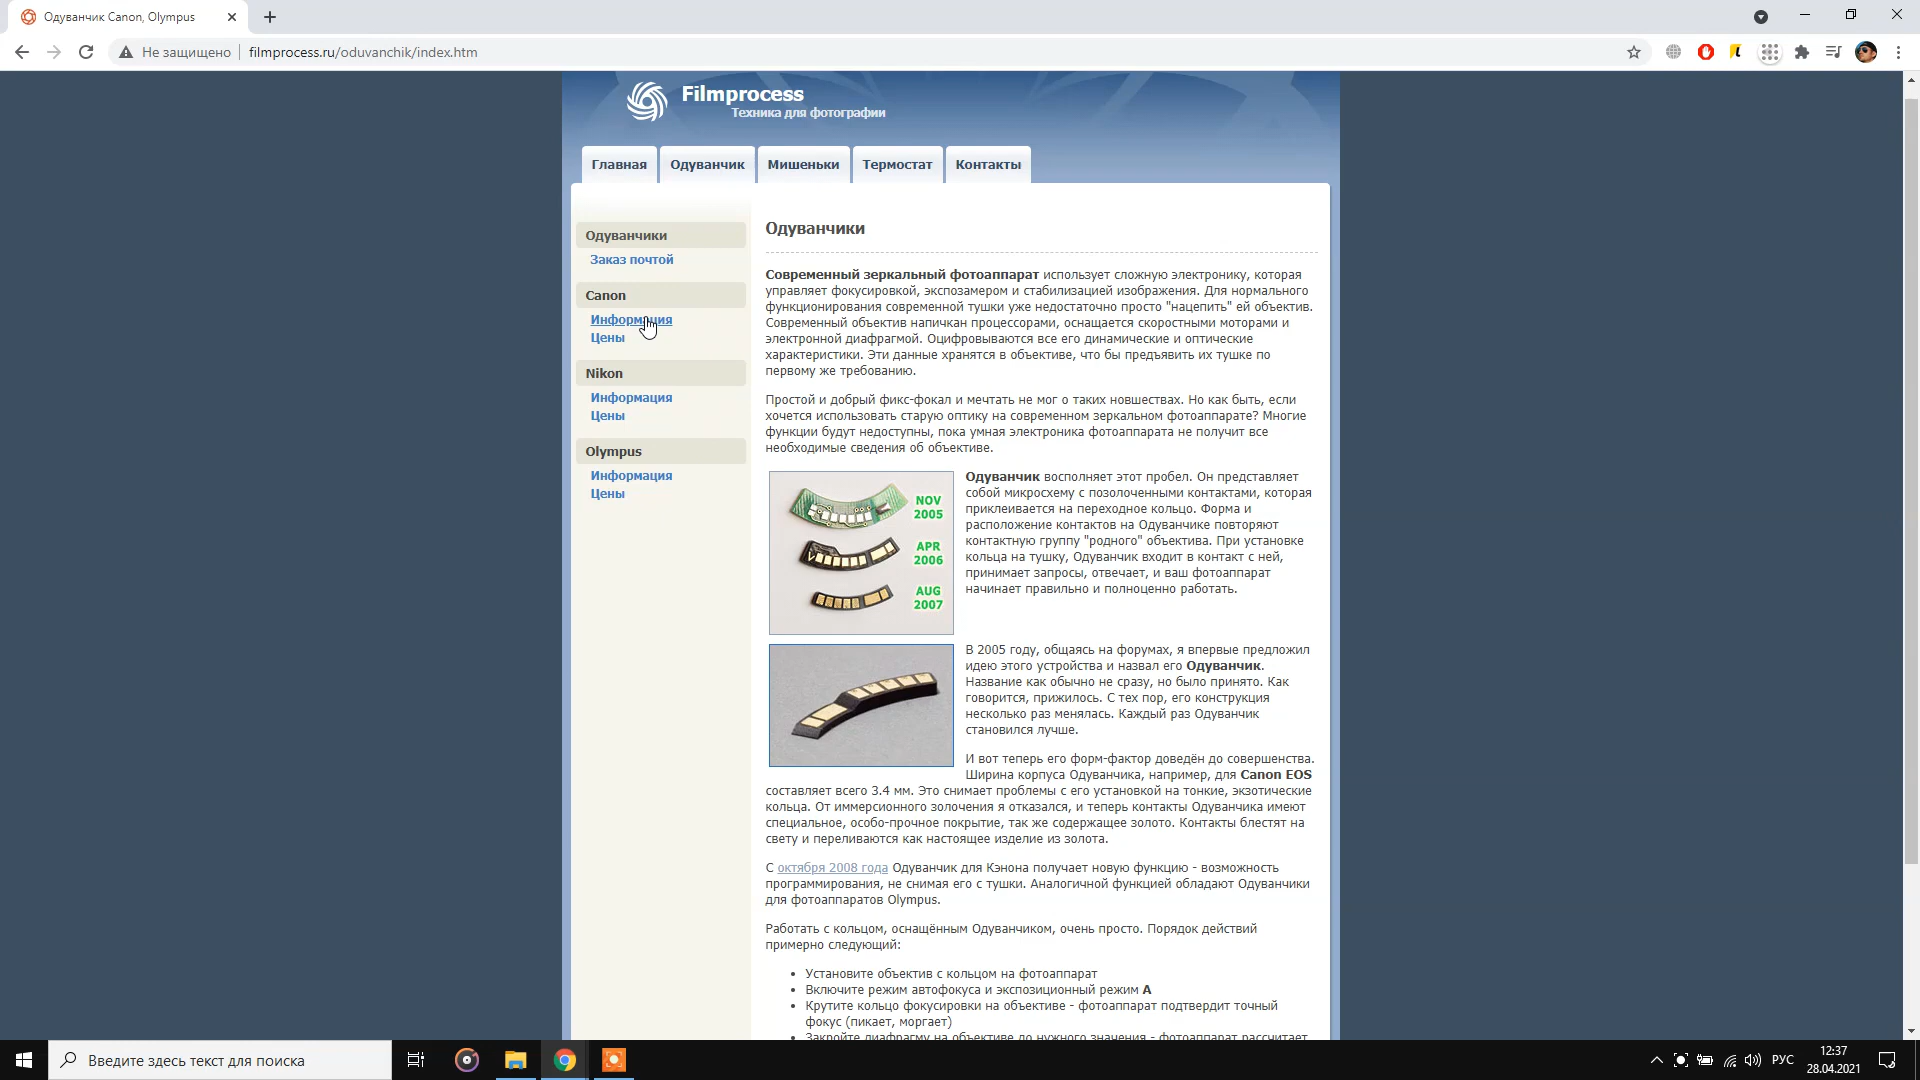 Одуванчик Canon, Olympus
Не защищено
filmprocess.ru/oduvanchik/index.htm
Filmprocess
Техника для фотографии
Главная
Одуванчик
Мишеньки
Термостат
Контакты
Одуванчики
Заказ почтой
Canon
Информация
Цены
Nikon
Информация
Цены
Olympus
Информация
Цены
Одуванчики
Современный зеркальный фотоаппарат использует сложную электронику, которая
управляет фокусировкой, экспозамером и стабилизацией изображения. Для нормального
функционирования современной тушки уже недостаточно просто "нацепить" ей объектив.
Современный объектив напичкан процессорами, оснащается скоростными моторами и
электронной диафрагмой. Оцифровываются все его динамические и оптические
характеристики. Эти данные хранятся в объективе, что бы предъявить их тушке по
первому же требованию.
Простой и добрый фикс-фокал и мечтать не мог о таких новшествах. Но как быть, если
хочется использовать старую оптику на современном зеркальном фотоаппарате? Многие
функции будут недоступны, пока умная электроника фотоаппарата не получит все
необходимые сведения об объективе.
NOV
2005
APR
2006
AUG
2007
Одуванчик восполняет этот пробел. Он представляет
собой микросхему с позолоченными контактами, которая
приклеивается на переходное кольцо. Форма и
расположение контактов на Одуванчике повторяют
контактную группу "родного" объектива. При установке
кольца на тушку, Одуванчик входит в контакт с ней,
принимает запросы, отвечает, и ваш фотоаппарат
начинает правильно и полноценно работать.
В 2005 году, общаясь на форумах, я впервые предложил
идею этого устройства и назвал его Одуванчик.
Название как обычно не сразу, но было принято. Как
говорится, прижилось. С тех пор, его конструкция
несколько раз менялась. Каждый раз Одуванчик
становился лучше.
И вот теперь его форм-фактор доведён до совершенства.
Ширина корпуса Одуванчика, например, для Canon EOS
составляет всего 3.4 мм. Это снимает проблемы с его установкой на тонкие, экзотические
кольца. От иммерсионного золочения я отказался, и теперь контакты Одуванчика имеют
специальное, особо-прочное покрытие, так же содержащее золото. Контакты блестят на
свету и переливаются как настоящее изделие из золота.
С октября 2008 года Одуванчик для Кэнона получает новую функцию - возможность
программирования, не снимая его с тушки. Аналогичной функцией обладают Одуванчики
для фотоаппаратов Olympus.
Работать с кольцом, оснащённым Одуванчиком, очень просто. Порядок действий
примерно следующий:
• Установите объектив с кольцом на фотоаппарат
• Включите режим автофокуса и экспозиционный режим А
• Крутите кольцо фокусировки на объективе - фотоаппарат подтвердит точный
фокус (пикает, моргает)
• Закройте диафрагму на объективе до нужного значения - фотоаппарат рассчитает
Введите здесь текст для поиска
РУС
12:37
28.04.2021